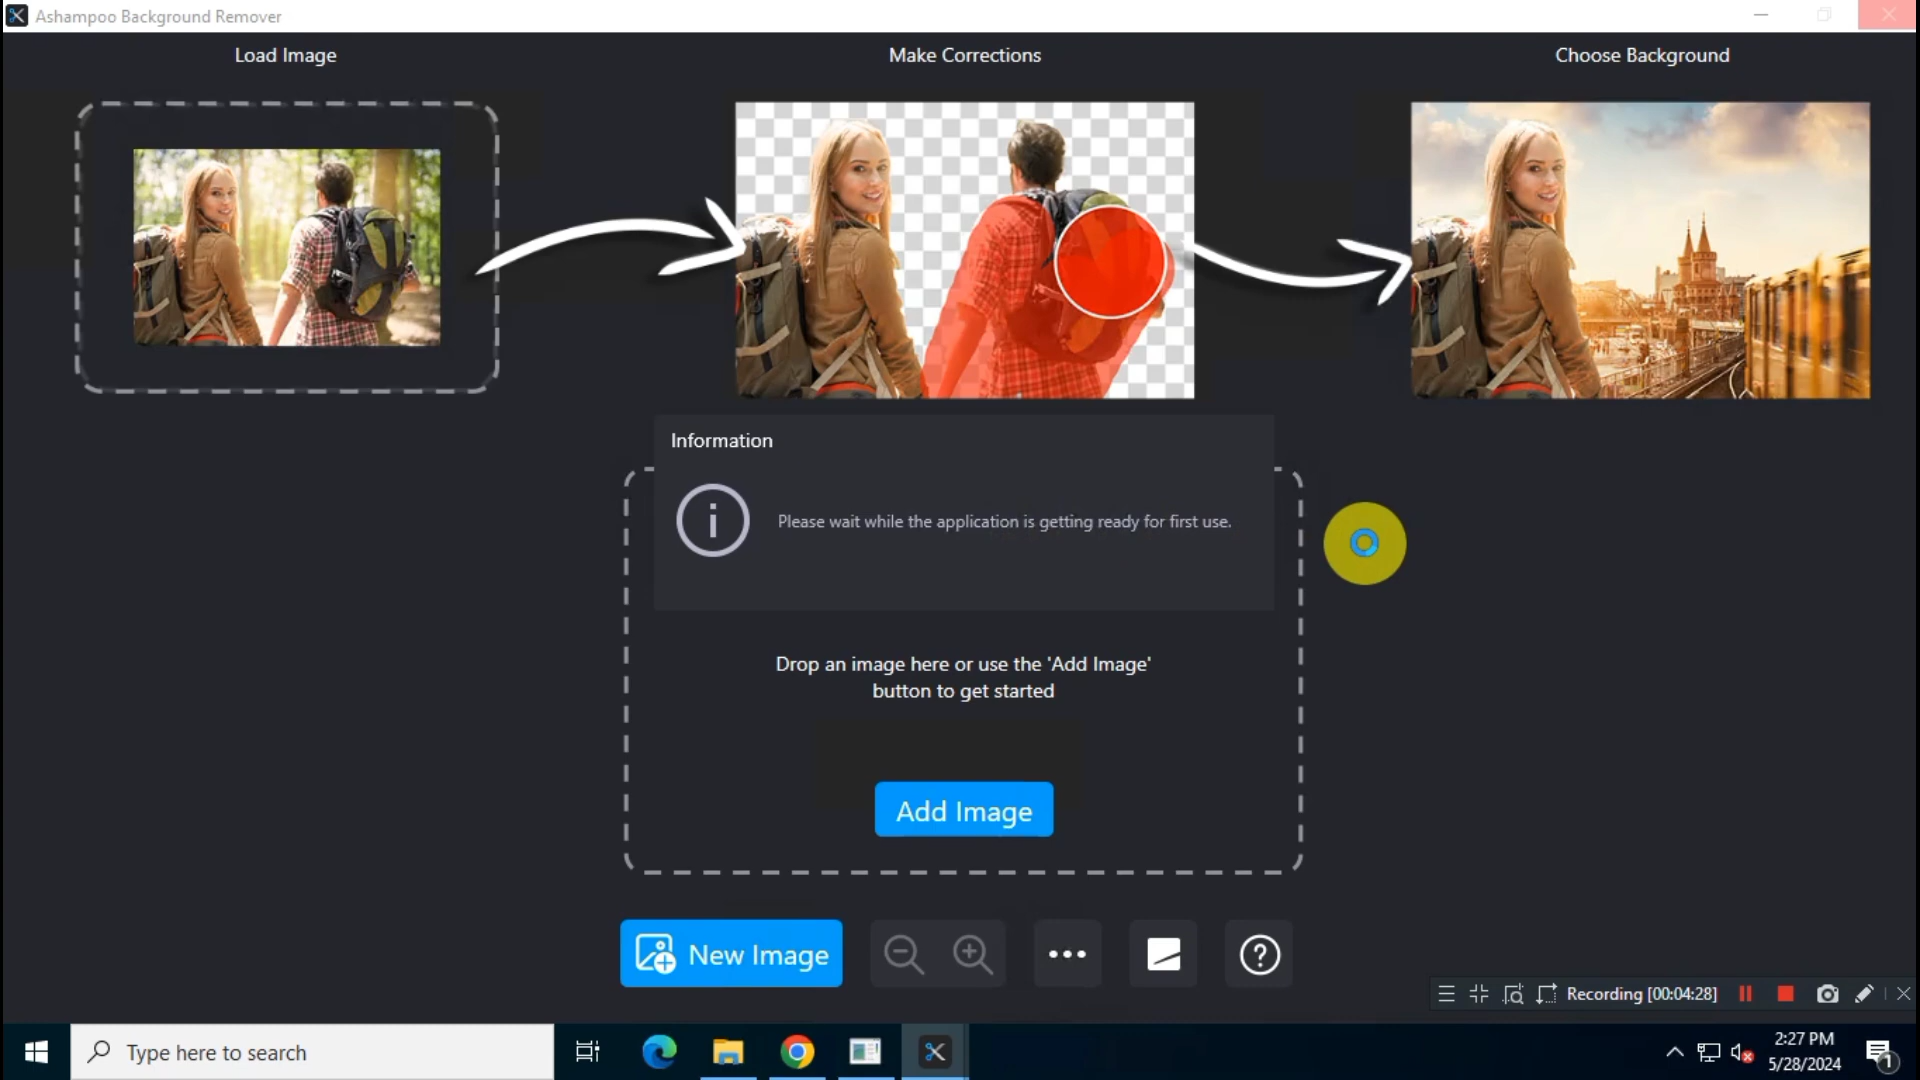 Ashampoo Background Remover
Load Image
Make Corrections
Choose Background
Information
i
Please wait while the application is getting ready for first use.
Drop an image here or use the 'Add Image'
button to get started
Add Image
New Image
?
Recording [00:04:28]
Type here to search
2:27 PM
5/28/2024
1